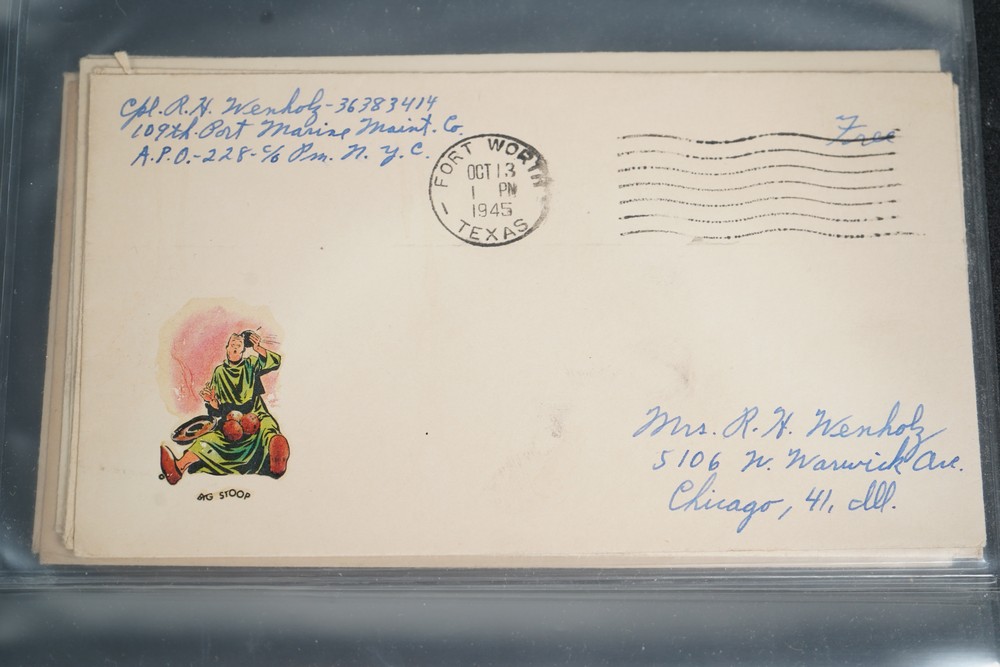 Cpl. R. H. Wenholz-36383414
109th Port Marine Maint. Co.
A.P.O.-228-c/o Pm. N. Y. C.
FORT WORTH
OCT 13
1 PM
1945
TEXAS
Free
BIG STOOP
Mrs. R. H. Wenholz
5106 W. Warwick Ave.
Chicago, 41, Ill.